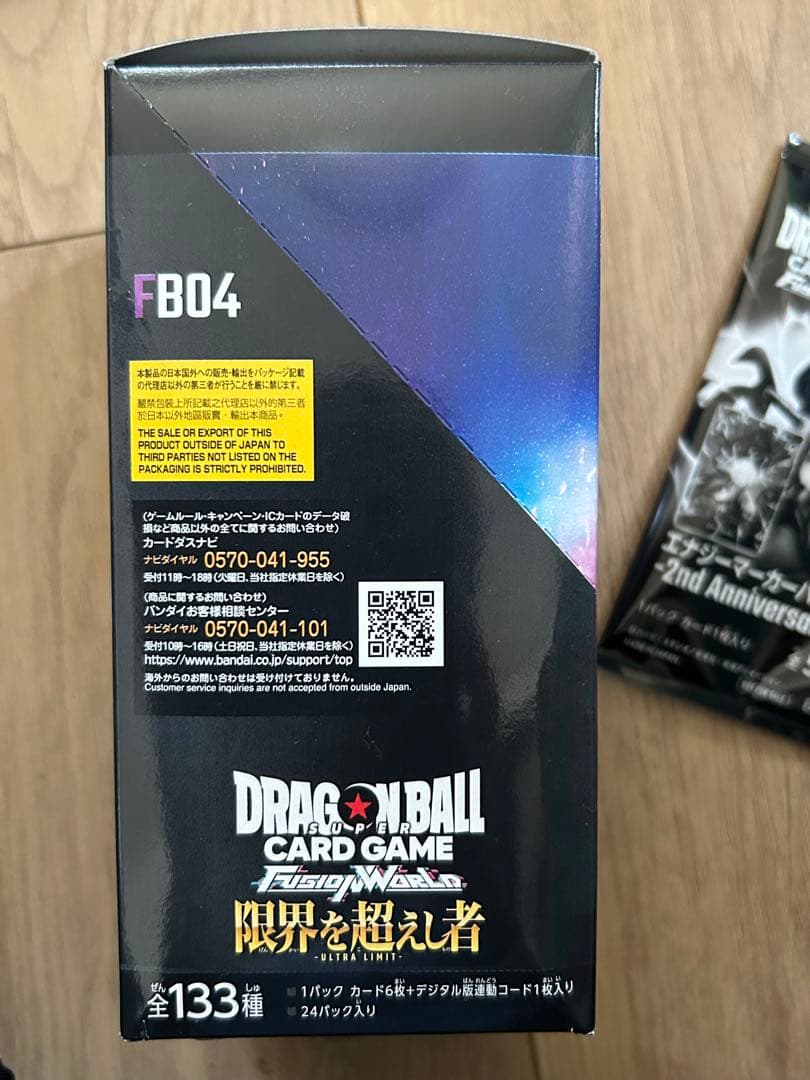 FB04
本製品の日本国外への販売・輸出をパッケージ記載
の代理店以外の第三者が行うことを厳に禁じます。
嚴禁包裝上所記載之代理店以外的第三者
於日本以外地區販賣・輸出本商品。
THE SALE OR EXPORT OF THIS
PRODUCT OUTSIDE OF JAPAN TO
THIRD PARTIES NOT LISTED ON THE
PACKAGING IS STRICTLY PROHIBITED.
(ゲームルール・キャンペーン・ICカードのデータ破
損など商品以外の全てに関するお問い合わせ)
カードダスナビ
ナビダイヤル 0570-041-955
受付11時~18時(火曜日、当社指定休業日を除く)
(商品に関するお問い合わせ)
バンダイお客様相談センター
ナビダイヤル 0570-041-101
受付10時~16時(土日祝日、当社指定休業日を除く)
https://www.bandai.co.jp/support/top
海外からのお問い合わせは受け付けておりません。
Customer service inquiries are not accepted from outside Japan.
DRAGON BALL
SUPER
CARD GAME
FUSION WORLD
限界を超えし者
-ULTRA LIMIT-
全133種
1パック カード6枚+デジタル版連動コード1枚入り
24パック入り
エナジーマーカー
-2nd Annivers
1パック カード1枚入り